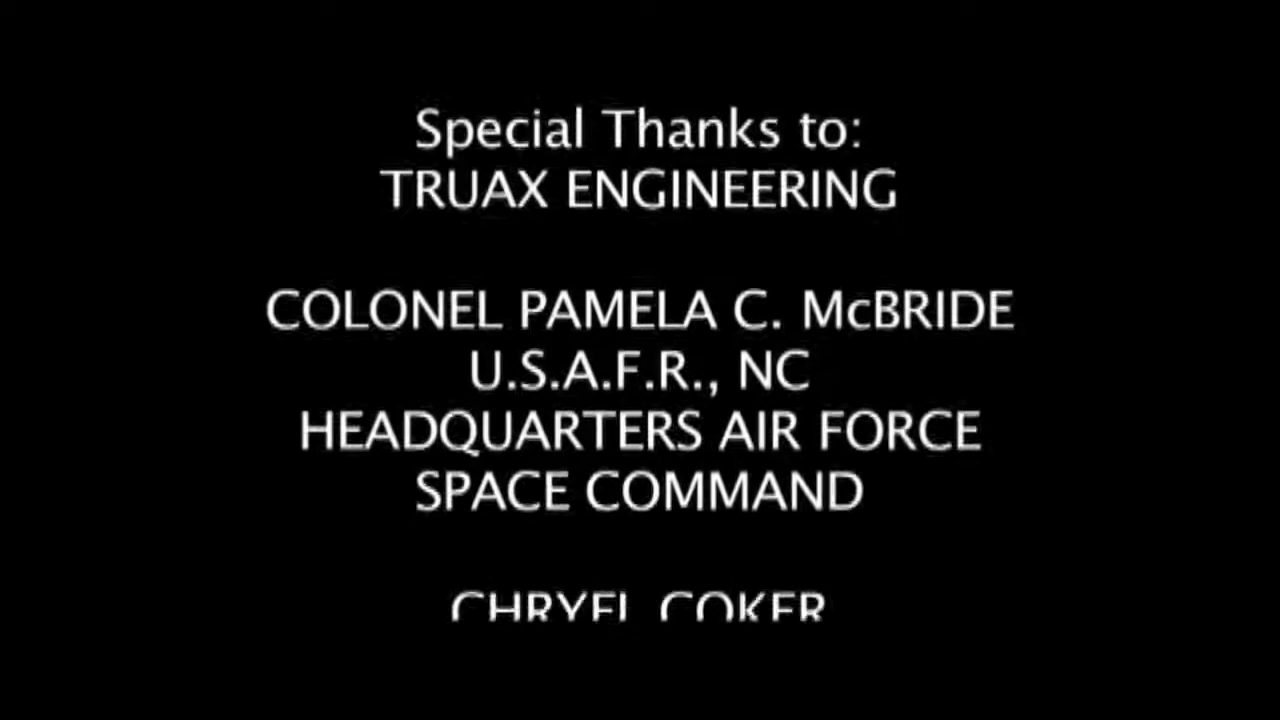 Special Thanks to:
TRUAX ENGINEERING
COLONEL PAMELA C. McBRIDE
U.S.A.F.R., NC
HEADQUARTERS AIR FORCE
SPACE COMMAND
CHRYEL COKER